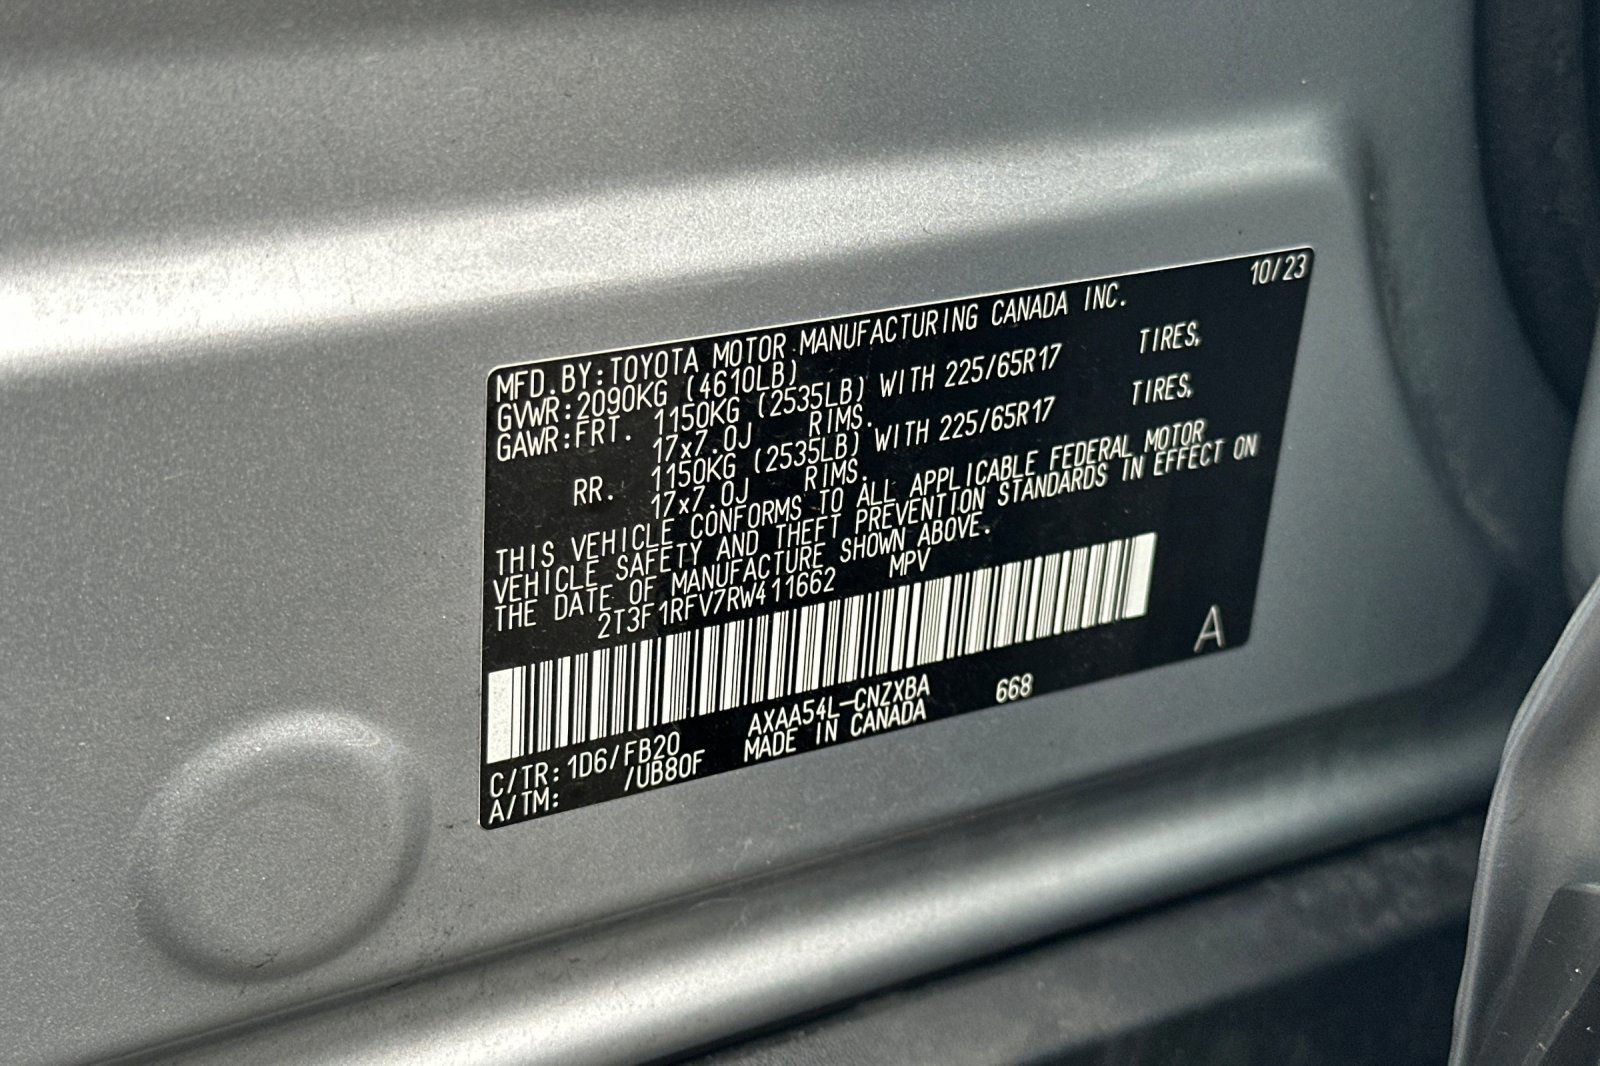 10/23
MFD.BY:TOYOTA MOTOR MANUFACTURING CANADA INC.
GVWR:2090KG (4610LB)
GAWR:FRT. 1150KG (2535LB) WITH 225/65R17 TIRES,
17x7.0J RIMS.
RR. 1150KG (2535LB) WITH 225/65R17 TIRES,
17x7.0J RIMS.
THIS VEHICLE CONFORMS TO ALL APPLICABLE FEDERAL MOTOR
VEHICLE SAFETY AND THEFT PREVENTION STANDARDS IN EFFECT ON
THE DATE OF MANUFACTURE SHOWN ABOVE.
2T3F1RFV7RW411662 MPV
A
C/TR:1D6/FB20 AXAA54L-CNZXBA 668
A/TM: /UB80F MADE IN CANADA